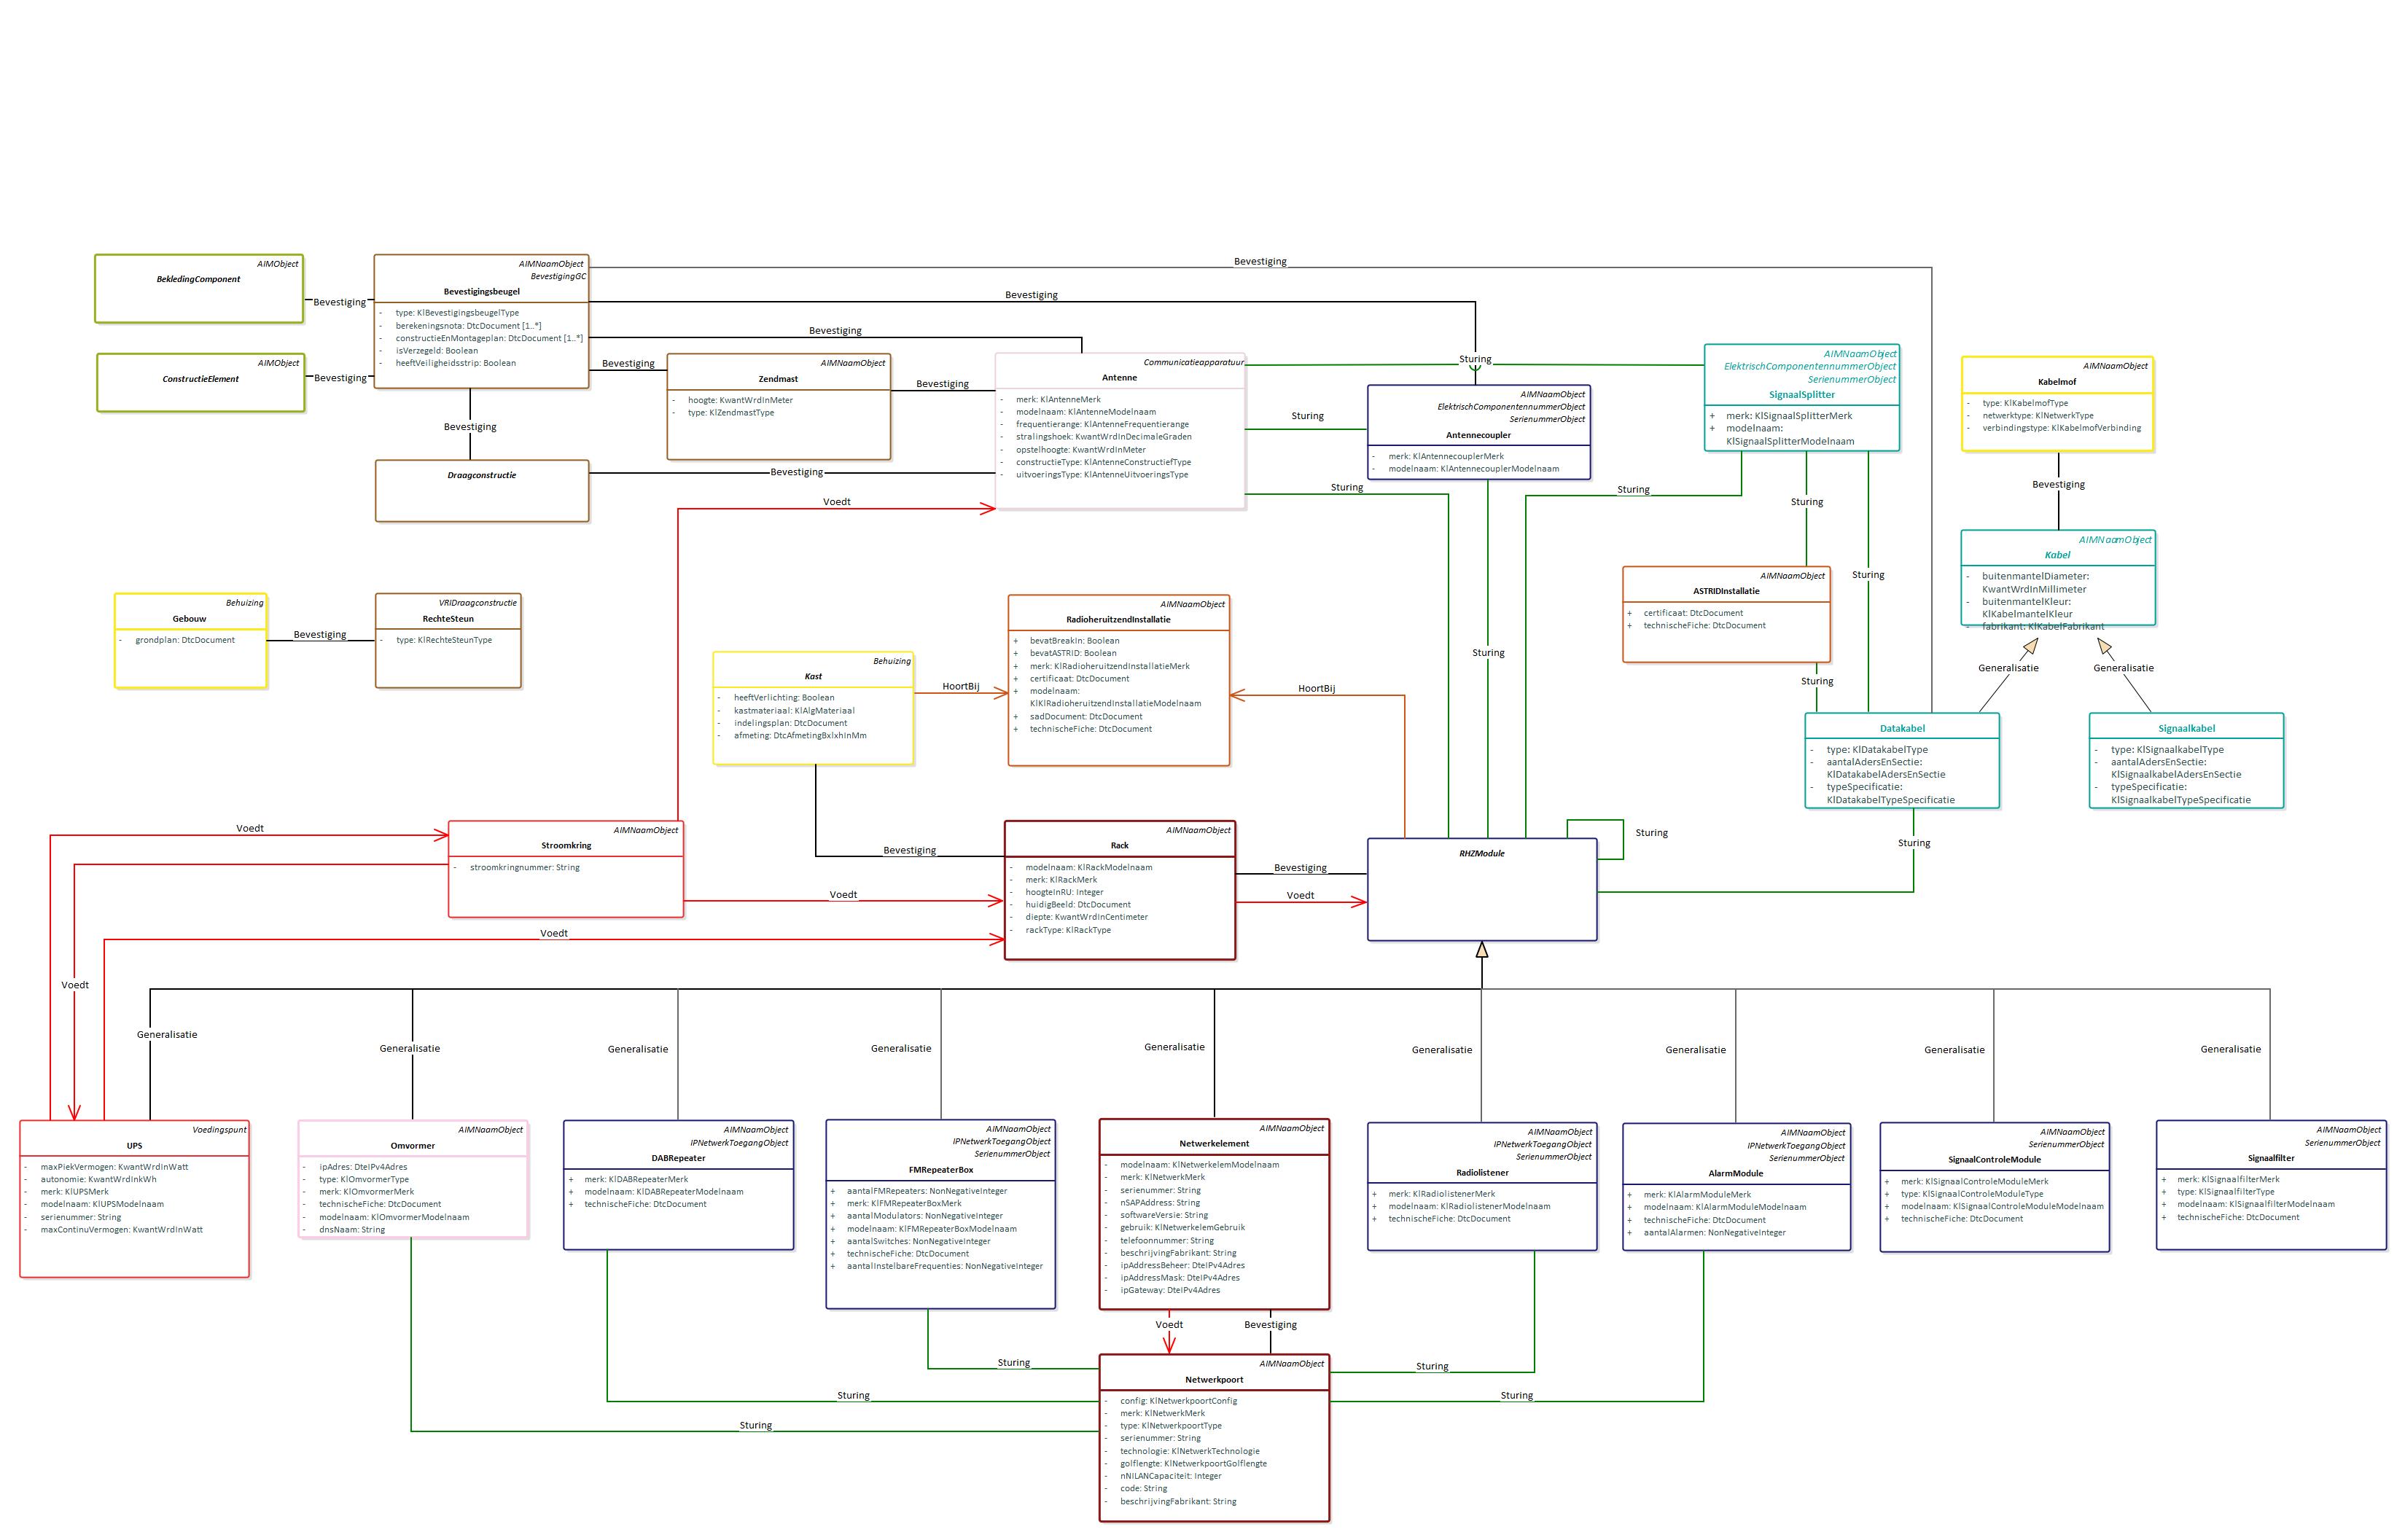 AIMObject
BekledingComponent
Bevestiging
AIMNaamObject
BevestigingGC
Bevestigingsbeugel
- type: KlBevestigingsbeugelType
- berekeningsnota: DtcDocument [1..*]
- constructieEnMontageplan: DtcDocument [1..*]
- isVerzegeld: Boolean
- heeftVeiligheidsstrip: Boolean
Bevestiging
Bevestiging
Bevestiging
AIMObject
ConstructieElement
Bevestiging
Bevestiging
AIMNaamObject
Zendmast
- hoogte: KwantWrdInMeter
- type: KlZendmastType
Bevestiging
Communicatieapparatuur
Antenne
- merk: KlAntenneMerk
- modelnaam: KlAntenneModelnaam
- frequentierange: KlAntenneFrequentierange
- stralingshoek: KwantWrdInDecimaleGraden
- opstelhoogte: KwantWrdInMeter
- constructieType: KlAntenneConstructiefType
- uitvoeringsType: KlAntenneUitvoeringsType
Sturing
Sturing
Sturing
AIMNaamObject
ElektrischComponentennummerObject
SerienummerObject
Antennecoupler
- merk: KlAntennecouplerMerk
- modelnaam: KlAntennecouplerModelnaam
AIMNaamObject
ElektrischComponentennummerObject
SerienummerObject
SignaalSplitter
+ merk: KlSignaalSplitterMerk
+ modelnaam:
KlSignaalSplitterModelnaam
AIMNaamObject
Kabelmof
- type: KlKabelmofType
- netwerktype: KlNetwerkType
- verbindingstype: KlKabelmofVerbinding
Bevestiging
Bevestiging
Draagconstructie
Bevestiging
Voedt
Sturing
Sturing
Sturing
Sturing
AIMNaamObject
Kabel
- buitenmantelDiameter:
KwantWrdInMillimeter
- buitenmantelKleur:
KlKabelmantelKleur
- fabrikant: KlKabelFabrikant
Generalisatie
Generalisatie
AIMNaamObject
ASTRIDInstallatie
+ certificaat: DtcDocument
+ technischeFiche: DtcDocument
Sturing
Behuizing
Gebouw
- grondplan: DtcDocument
Bevestiging
VRIDraagconstructie
RechteSteun
- type: KlRechteSteunType
Behuizing
Kast
- heeftVerlichting: Boolean
- kastmateriaal: KlAlgMateriaal
- indelingsplan: DtcDocument
- afmeting: DtcAfmetingBxlxhInMm
HoortBij
AIMNaamObject
RadioheruitzendInstallatie
+ bevatBreakIn: Boolean
+ bevatASTRID: Boolean
+ merk: KlRadioheruitzendInstallatieMerk
+ certificaat: DtcDocument
+ modelnaam:
KlKlRadioheruitzendInstallatieModelnaam
+ sadDocument: DtcDocument
+ technischeFiche: DtcDocument
HoortBij
Sturing
Datakabel
- type: KlDatakabelType
- aantalAdersEnSectie:
KlDatakabelAdersEnSectie
- typeSpecificatie:
KlDatakabelTypeSpecificatie
Signaalkabel
- type: KlSignaalkabelType
- aantalAdersEnSectie:
KlSignaalkabelAdersEnSectie
- typeSpecificatie:
KlSignaalkabelTypeSpecificatie
Voedt
AIMNaamObject
Stroomkring
- stroomkringnummer: String
Bevestiging
Voedt
Voedt
Voedt
AIMNaamObject
Rack
- modelnaam: KlRackModelnaam
- merk: KlRackMerk
- hoogteInRU: Integer
- huidigBeeld: DtcDocument
- diepte: KwantWrdInCentimeter
- rackType: KlRackType
Bevestiging
Voedt
RHZModule
Sturing
Sturing
Generalisatie
Generalisatie
Generalisatie
Generalisatie
Generalisatie
Generalisatie
Generalisatie
Generalisatie
Generalisatie
Voedingspunt
UPS
- maxPiekVermogen: KwantWrdInWatt
- autonomie: KwantWrdInkWh
- merk: KlUPSMerk
- modelnaam: KlUPSModelnaam
- serienummer: String
- maxContinuVermogen: KwantWrdInWatt
AIMNaamObject
Omvormer
- ipAdres: DteIPv4Adres
- type: KlOmvormerType
- merk: KlOmvormerMerk
- technischeFiche: DtcDocument
- modelnaam: KlOmvormerModelnaam
- dnsNaam: String
AIMNaamObject
IPNetwerkToegangObject
DABRepeater
+ merk: KlDABRepeaterMerk
+ modelnaam: KlDABRepeaterModelnaam
+ technischeFiche: DtcDocument
AIMNaamObject
IPNetwerkToegangObject
SerienummerObject
FMRepeaterBox
+ aantalFMRepeaters: NonNegativeInteger
+ merk: KlFMRepeaterBoxMerk
+ aantalModulators: NonNegativeInteger
+ modelnaam: KlFMRepeaterBoxModelnaam
+ aantalSwitches: NonNegativeInteger
+ technischeFiche: DtcDocument
+ aantalInstelbareFrequenties: NonNegativeInteger
AIMNaamObject
Netwerkelement
- modelnaam: KlNetwerkelemModelnaam
- merk: KlNetwerkMerk
- serienummer: String
- nSAPAddress: String
- softwareVersie: String
- gebruik: KlNetwerkelemGebruik
- telefoonnummer: String
- beschrijvingFabrikant: String
- ipAddressBeheer: DteIPv4Adres
- ipAddressMask: DteIPv4Adres
- ipGateway: DteIPv4Adres
AIMNaamObject
IPNetwerkToegangObject
SerienummerObject
Radiolistener
+ merk: KlRadiolistenerMerk
+ modelnaam: KlRadiolistenerModelnaam
+ technischeFiche: DtcDocument
AIMNaamObject
IPNetwerkToegangObject
SerienummerObject
AlarmModule
+ merk: KlAlarmModuleMerk
+ modelnaam: KlAlarmModuleModelnaam
+ technischeFiche: DtcDocument
+ aantalAlarmen: NonNegativeInteger
AIMNaamObject
SerienummerObject
SignaalControleModule
+ merk: KlSignaalControleModuleMerk
+ type: KlSignaalControleModuleType
+ modelnaam: KlSignaalControleModuleModelnaam
+ technischeFiche: DtcDocument
AIMNaamObject
SerienummerObject
Signaalfilter
+ merk: KlSignaalfilterMerk
+ type: KlSignaalfilterType
+ modelnaam: KlSignaalfilterModelnaam
+ technischeFiche: DtcDocument
Voedt
Bevestiging
Sturing
Sturing
Sturing
Sturing
Sturing
AIMNaamObject
Netwerkpoort
- config: KlNetwerkpoortConfig
- merk: KlNetwerkMerk
- type: KlNetwerkpoortType
- serienummer: String
- technologie: KlNetwerkTechnologie
- golflengte: KlNetwerkpoortGolflengte
- nNILANCapaciteit: Integer
- code: String
- beschrijvingFabrikant: String